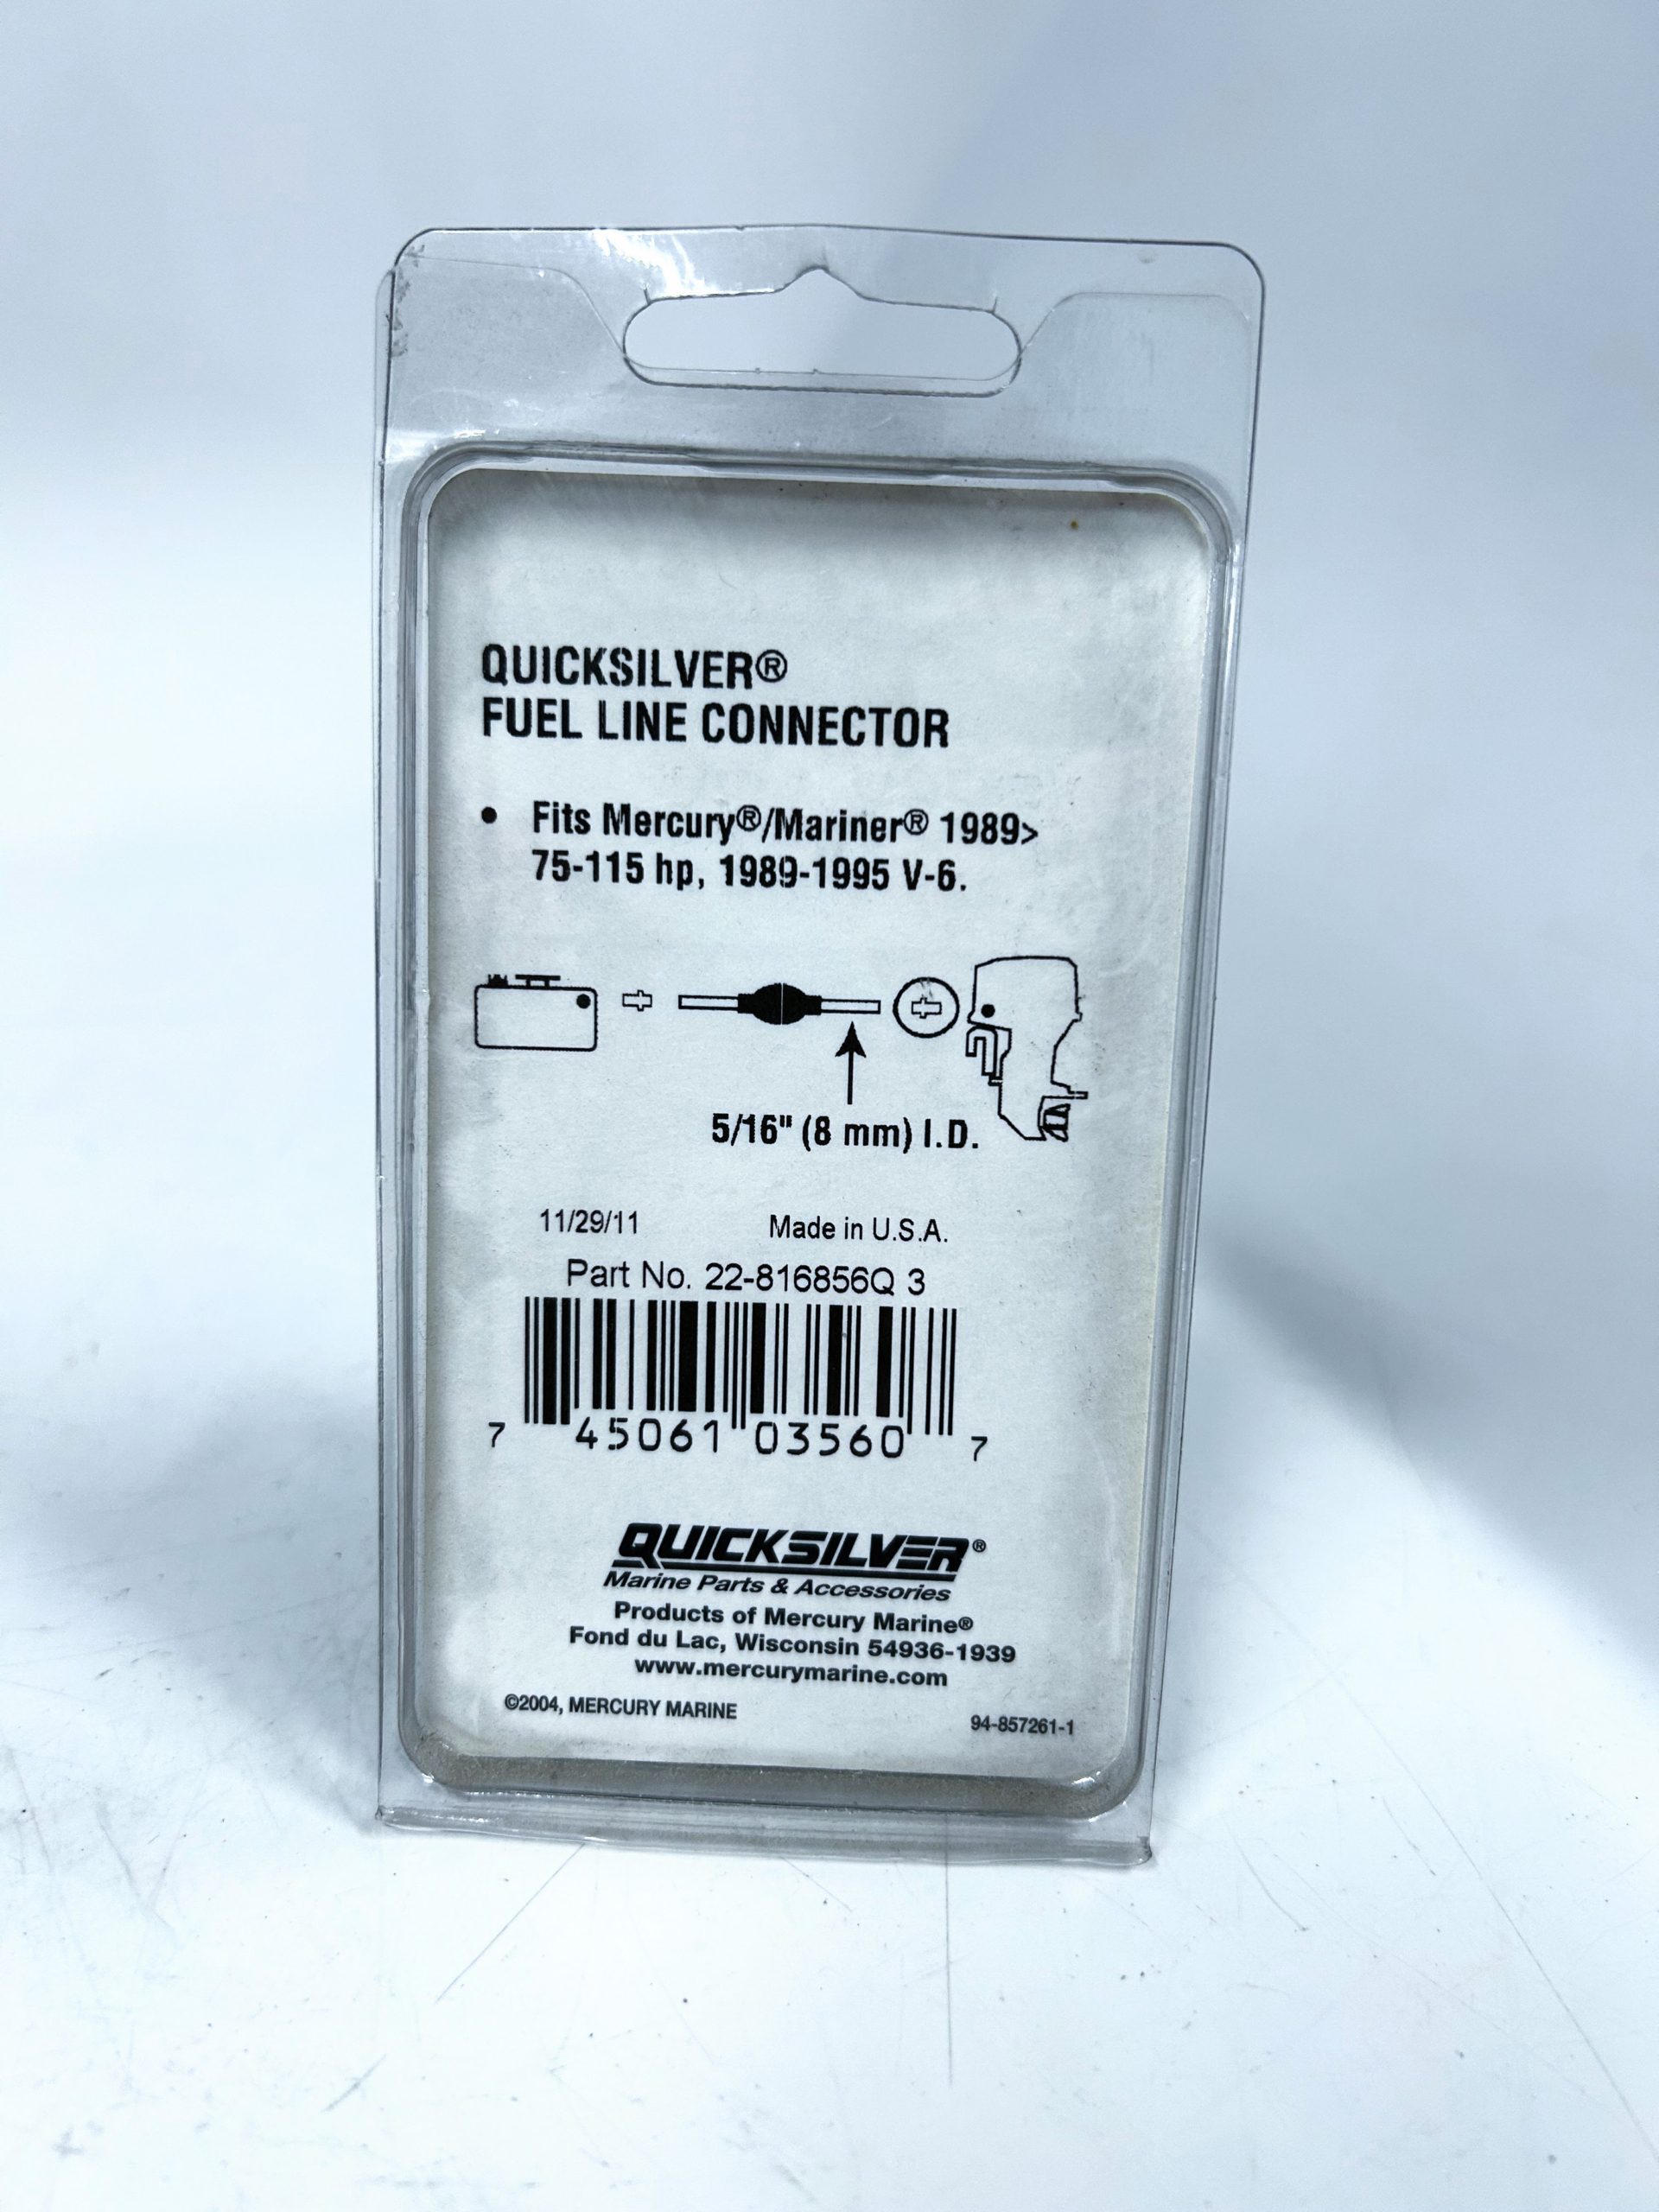 QUICKSILVER®
FUEL LINE CONNECTOR
• Fits Mercury®/Mariner® 1989>
75-115 hp, 1989-1995 V-6.
5/16" (8 mm) I.D.
11/29/11 Made in U.S.A.
Part No. 22-816856Q 3
7 45061 03560 7
QUICKSILVER®
Marine Parts & Accessories
Products of Mercury Marine®
Fond du Lac, Wisconsin 54936-1939
www.mercurymarine.com
©2004, MERCURY MARINE 94-857261-1